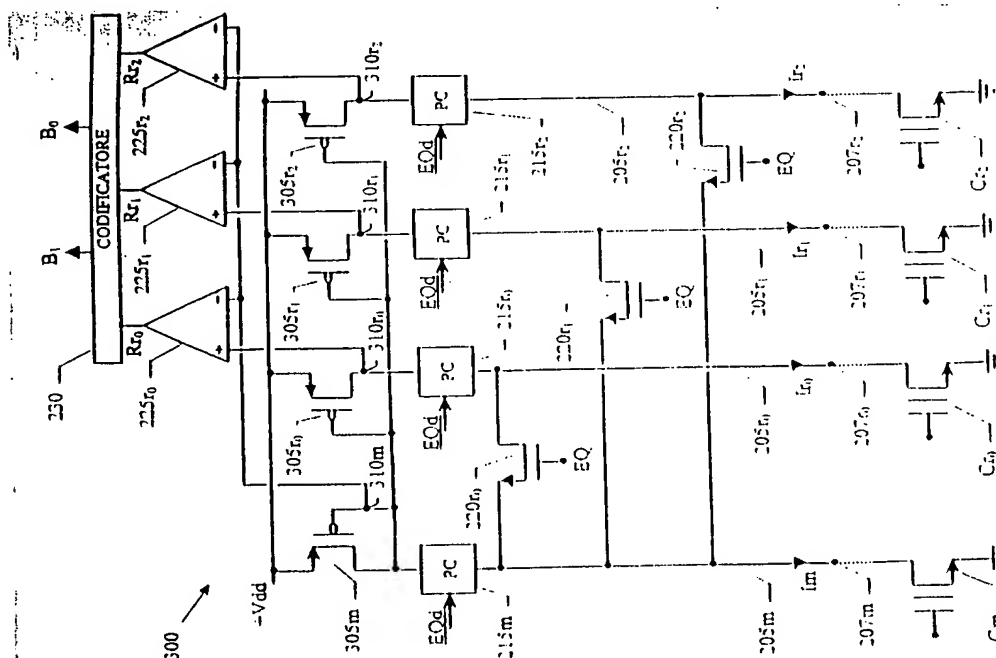 B₁
B₀
CODIFICATORE
230
Rr₀
Rr₁
Rr₂
225r₀
225r₁
225r₂
+
-
+
-
+
-
300
+Vdd
305m
305r₀
305r₁
305r₂
310m
310r₀
310r₁
310r₂
PC
PC
PC
PC
EQd
EQd
EQd
EQd
215m
215r₀
215r₁
215r₂
220r₀
220r₁
220r₂
EQ
EQ
EQ
205m
205r₀
205r₁
205r₂
Im
Ir₀
Ir₁
Ir₂
207m
207r₀
207r₁
207r₂
Cm
Cr₀
Cr₁
Cr₂